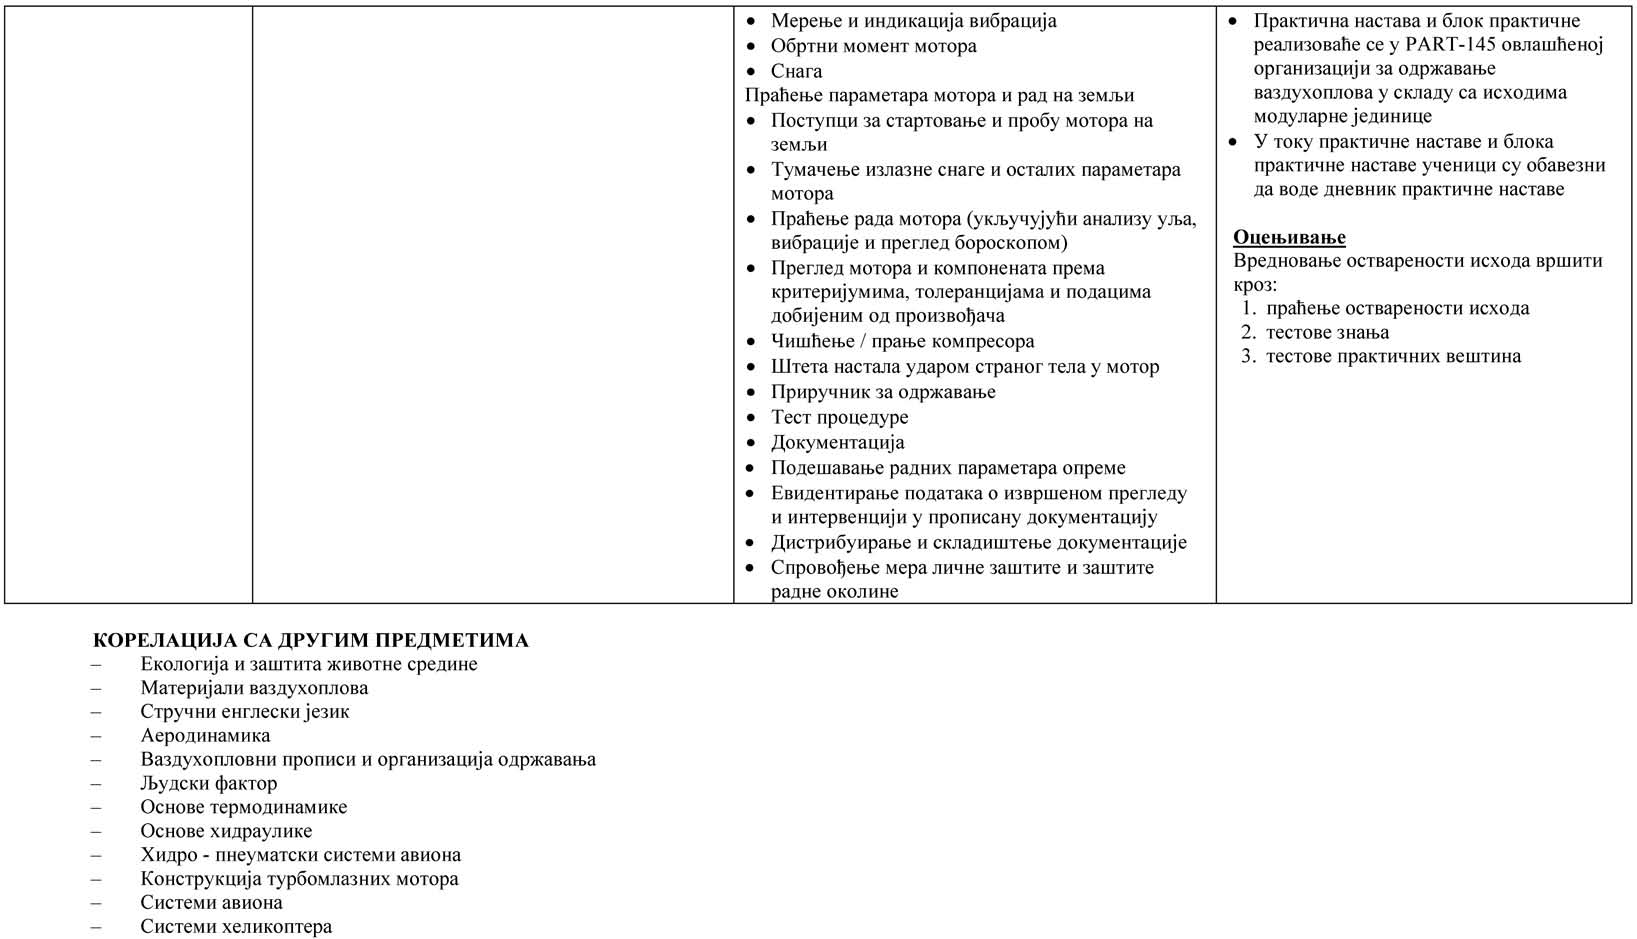 • Мерење и индикација вибрација
• Обртни момент мотора
• Снага
Праћење параметара мотора и рад на земљи
• Поступци за стартовање и пробу мотора на
земљи
• Тумачење излазне снаге и осталих параметара
мотора
• Праћење рада мотора (укључујући анализу уља,
вибрације и преглед бороскопом)
• Преглед мотора и компонената према
критеријумима, толеранцијама и подацима
добијеним од произвођача
• Чишћење / прање компресора
• Штета настала ударом страног тела у мотор
• Приручник за одржавање
• Тест процедуре
• Документација
• Подешавање радних параметара опреме
• Евидентирање података о извршеном прегледу
и интервенцији у прописану документацију
• Дистрибуирање и складиштење документације
• Спровођење мера личне заштите и заштите
радне околине
• Практична настава и блок практичне
реализоваће се у PART-145 овлашћеној
организацији за одржавање
ваздухоплова у складу са исходима
модуларне јединице
• У току практичне наставе и блока
практичне наставе ученици су обавезни
да воде дневник практичне наставе
Оцењивање
Вредновање остварености исхода вршити
кроз:
1. праћење остварености исхода
2. тестове знања
3. тестове практичних вештина
КОРЕЛАЦИЈА СА ДРУГИМ ПРЕДМЕТИМА
– Екологија и заштита животне средине
– Материјали ваздухоплова
– Стручни енглески језик
– Аеродинамика
– Ваздухопловни прописи и организација одржавања
– Људски фактор
– Основе термодинамике
– Основе хидраулике
– Хидро - пнеуматски системи авиона
– Конструкција турбомлазних мотора
– Системи авиона
– Системи хеликоптера